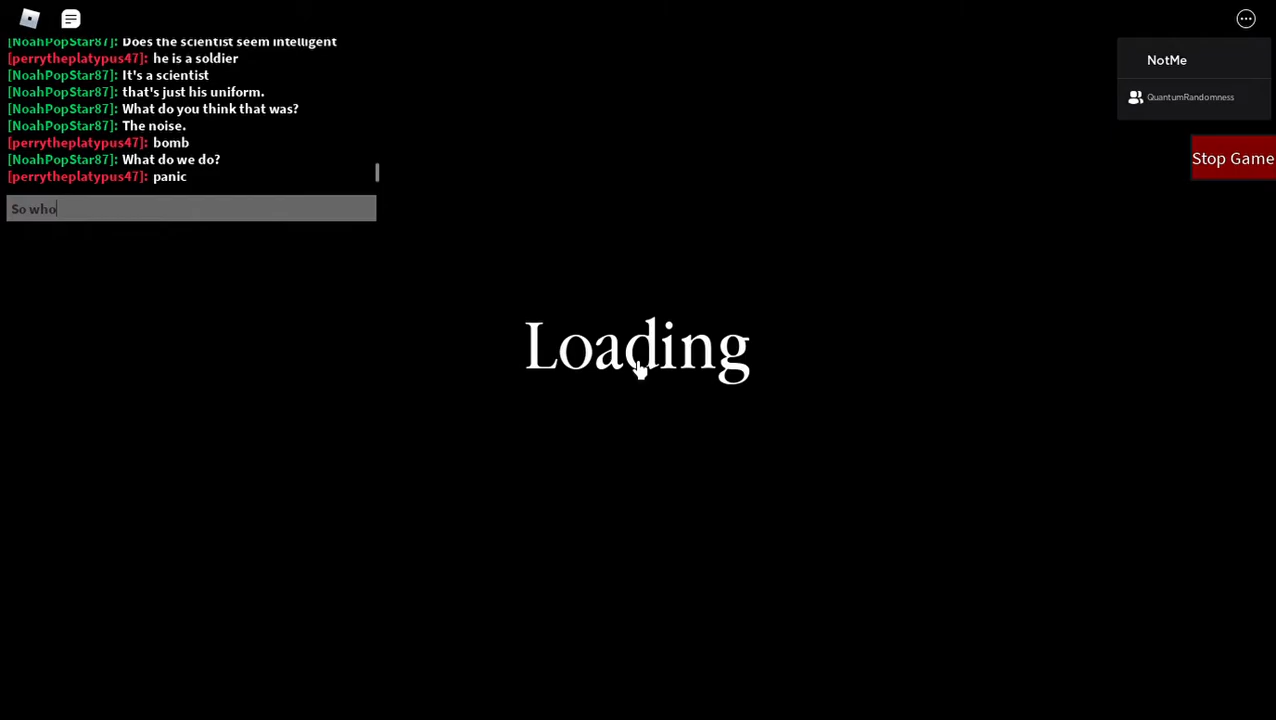 [NoahPopStar87]: Does the scientist seem intelligent
[perrytheplatypus47]: he is a soldier
[NoahPopStar87]: It's a scientist
[NoahPopStar87]: that's just his uniform.
[NoahPopStar87]: What do you think that was?
[NoahPopStar87]: The noise.
[perrytheplatypus47]: bomb
[NoahPopStar87]: What do we do?
[perrytheplatypus47]: panic
So who
NotMe
QuantumRandomness
Stop Game
Loading